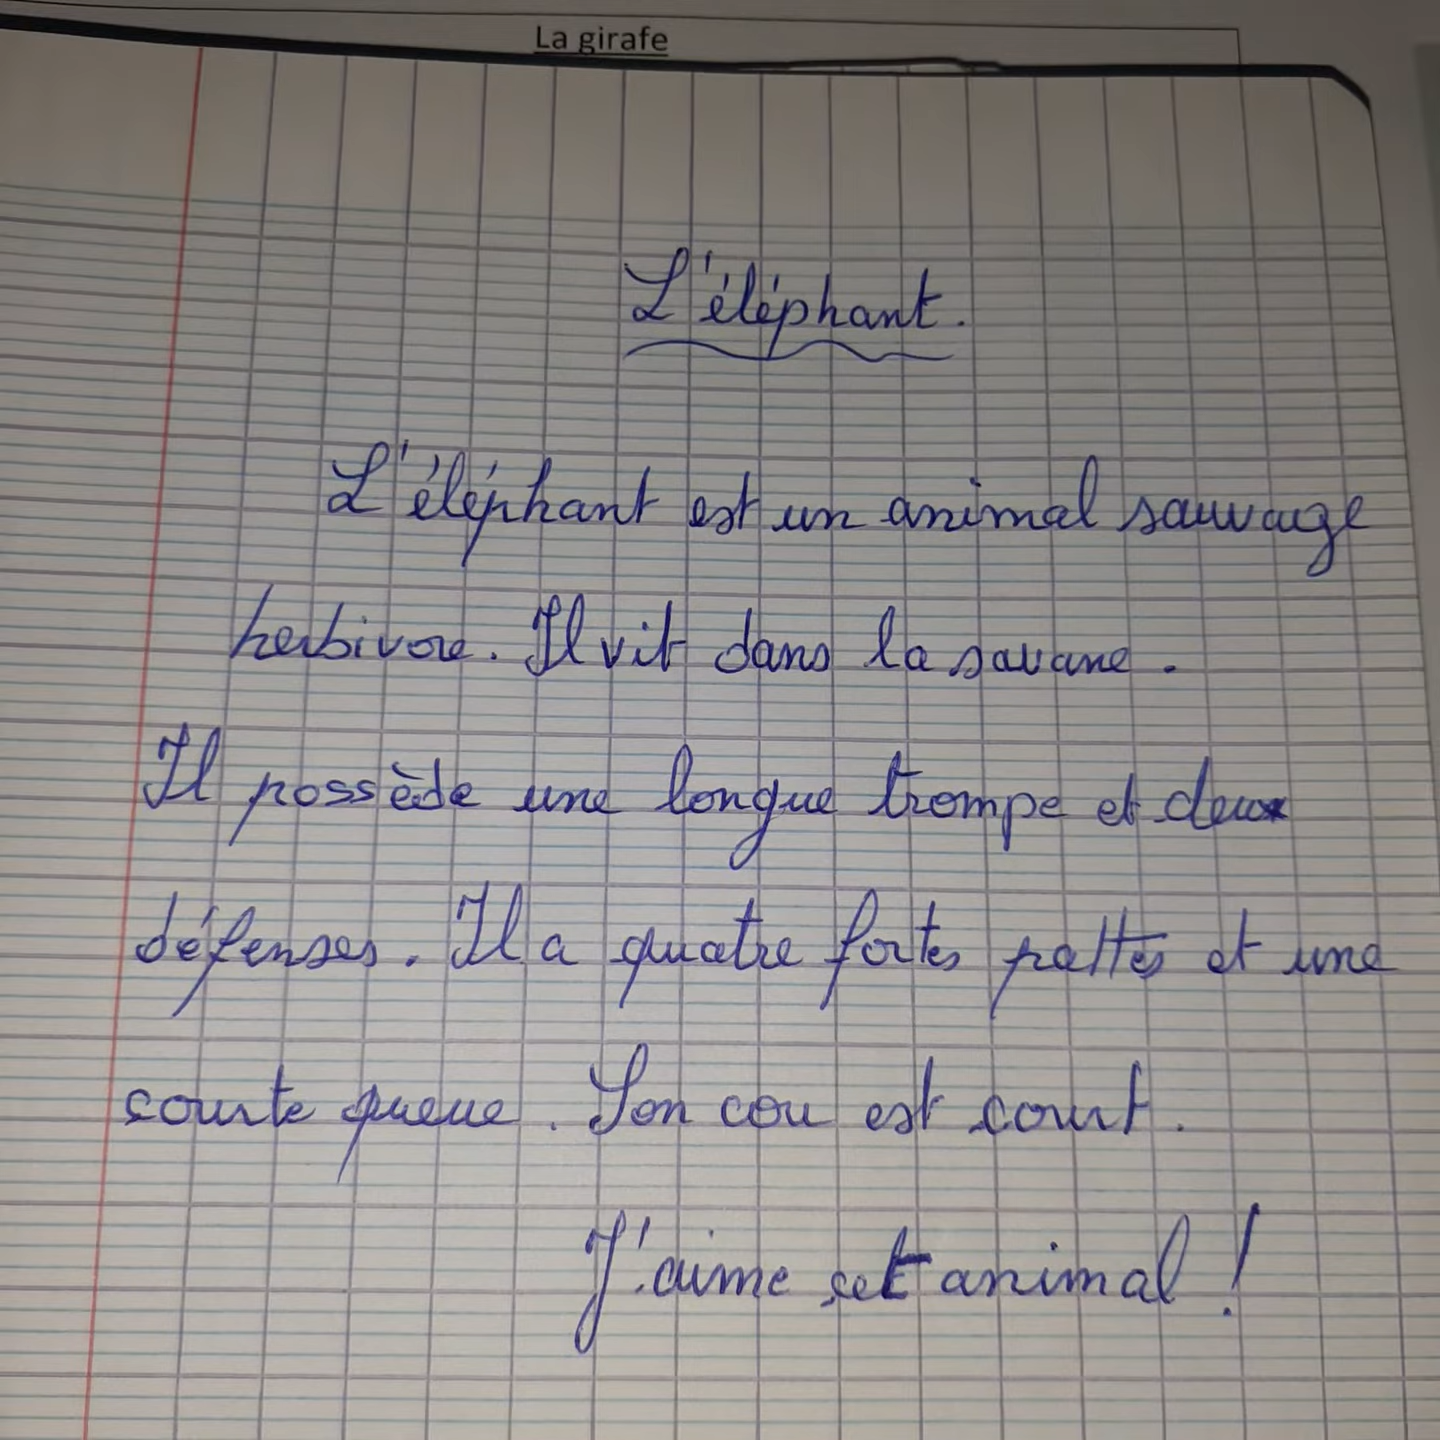 La girafe
L'éléphant.
L'éléphant est un animal sauvage
herbivore. Il vit dans la savane.
Il possède une longue trompe et deux
défenses. Il a quatre fortes pattes et une
courte queue. Son cou est court.
J'aime cet animal !